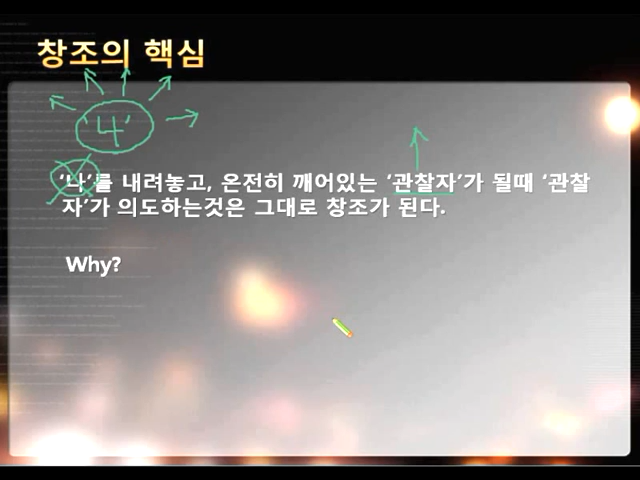 창조의 핵심
'나'
'나'를 내려놓고, 온전히 깨어있는 '관찰자'가 될때 '관찰
자'가 의도하는것은 그대로 창조가 된다.
Why?